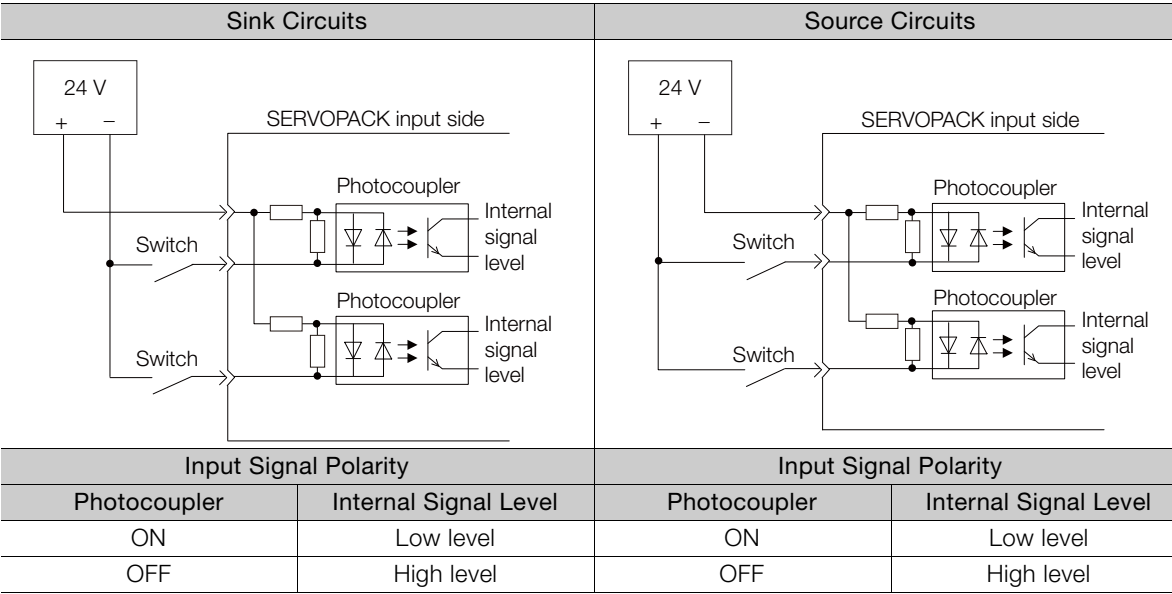 Sink Circuits
Source Circuits
24 V
+ −
SERVOPACK input side
Photocoupler
Internal
signal
level
Switch
Photocoupler
Internal
signal
level
Switch
24 V
+ −
SERVOPACK input side
Photocoupler
Internal
signal
level
Switch
Photocoupler
Internal
signal
level
Switch
Input Signal Polarity
Input Signal Polarity
Photocoupler Internal Signal Level Photocoupler Internal Signal Level
ON Low level ON Low level
OFF High level OFF High level